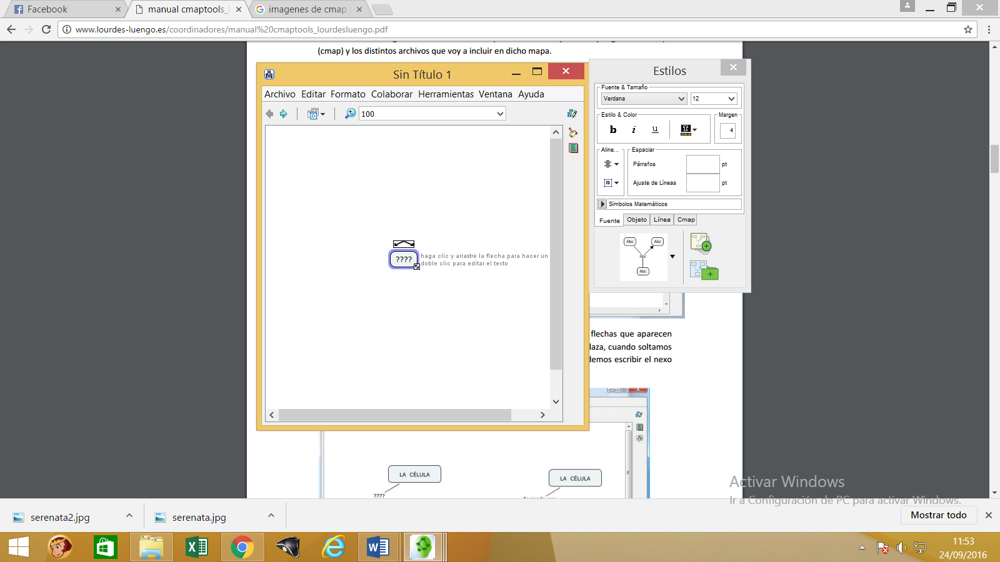 Facebook
manual cmaptools_l
imagenes de cmap
www.lourdes-luengo.es/coordinadores/manual%20cmaptools_lourdesluengo.pdf
(cmap) y los distintos archivos que voy a incluir en dicho mapa.
Sin Título 1
Archivo Editar Formato Colaborar Herramientas Ventana Ayuda
100
????
haga clic y arrastre la flecha para hacer un
doble clic para editar el texto
Estilos
Fuente & Tamaño
Verdana
12
Estilo & Color
Margen
b i u
T
4
Aline...
Espaciar
Párrafos
pt
Ajuste de Líneas
pt
Símbolos Matemáticos
Fuente Objeto Línea Cmap
Abc
Abc
Abc
Abc
flechas que aparecen
laza, cuando soltamos
demos escribir el nexo
LA CÉLULA
????
LA CÉLULA
Activar Windows
Ir a Configuración de PC para activar Windows.
serenata2.jpg
serenata.jpg
Mostrar todo
11:53
24/09/2016